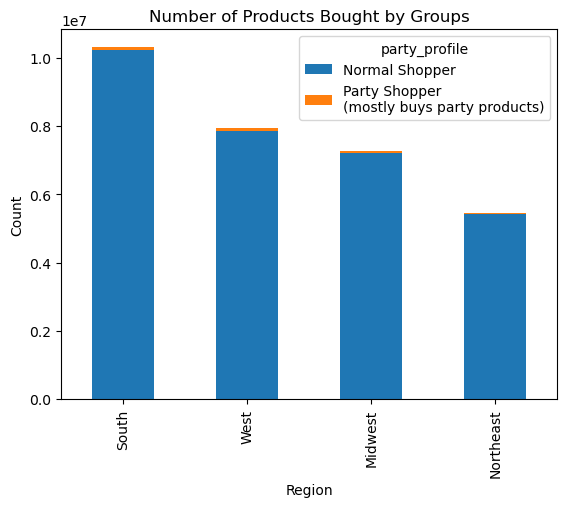 Number of Products Bought by Groups
1e7
party_profile
Normal Shopper
Party Shopper
(mostly buys party products)
1.0
0.8
0.6
0.4
0.2
0.0
Count
South
West
Midwest
Northeast
Region